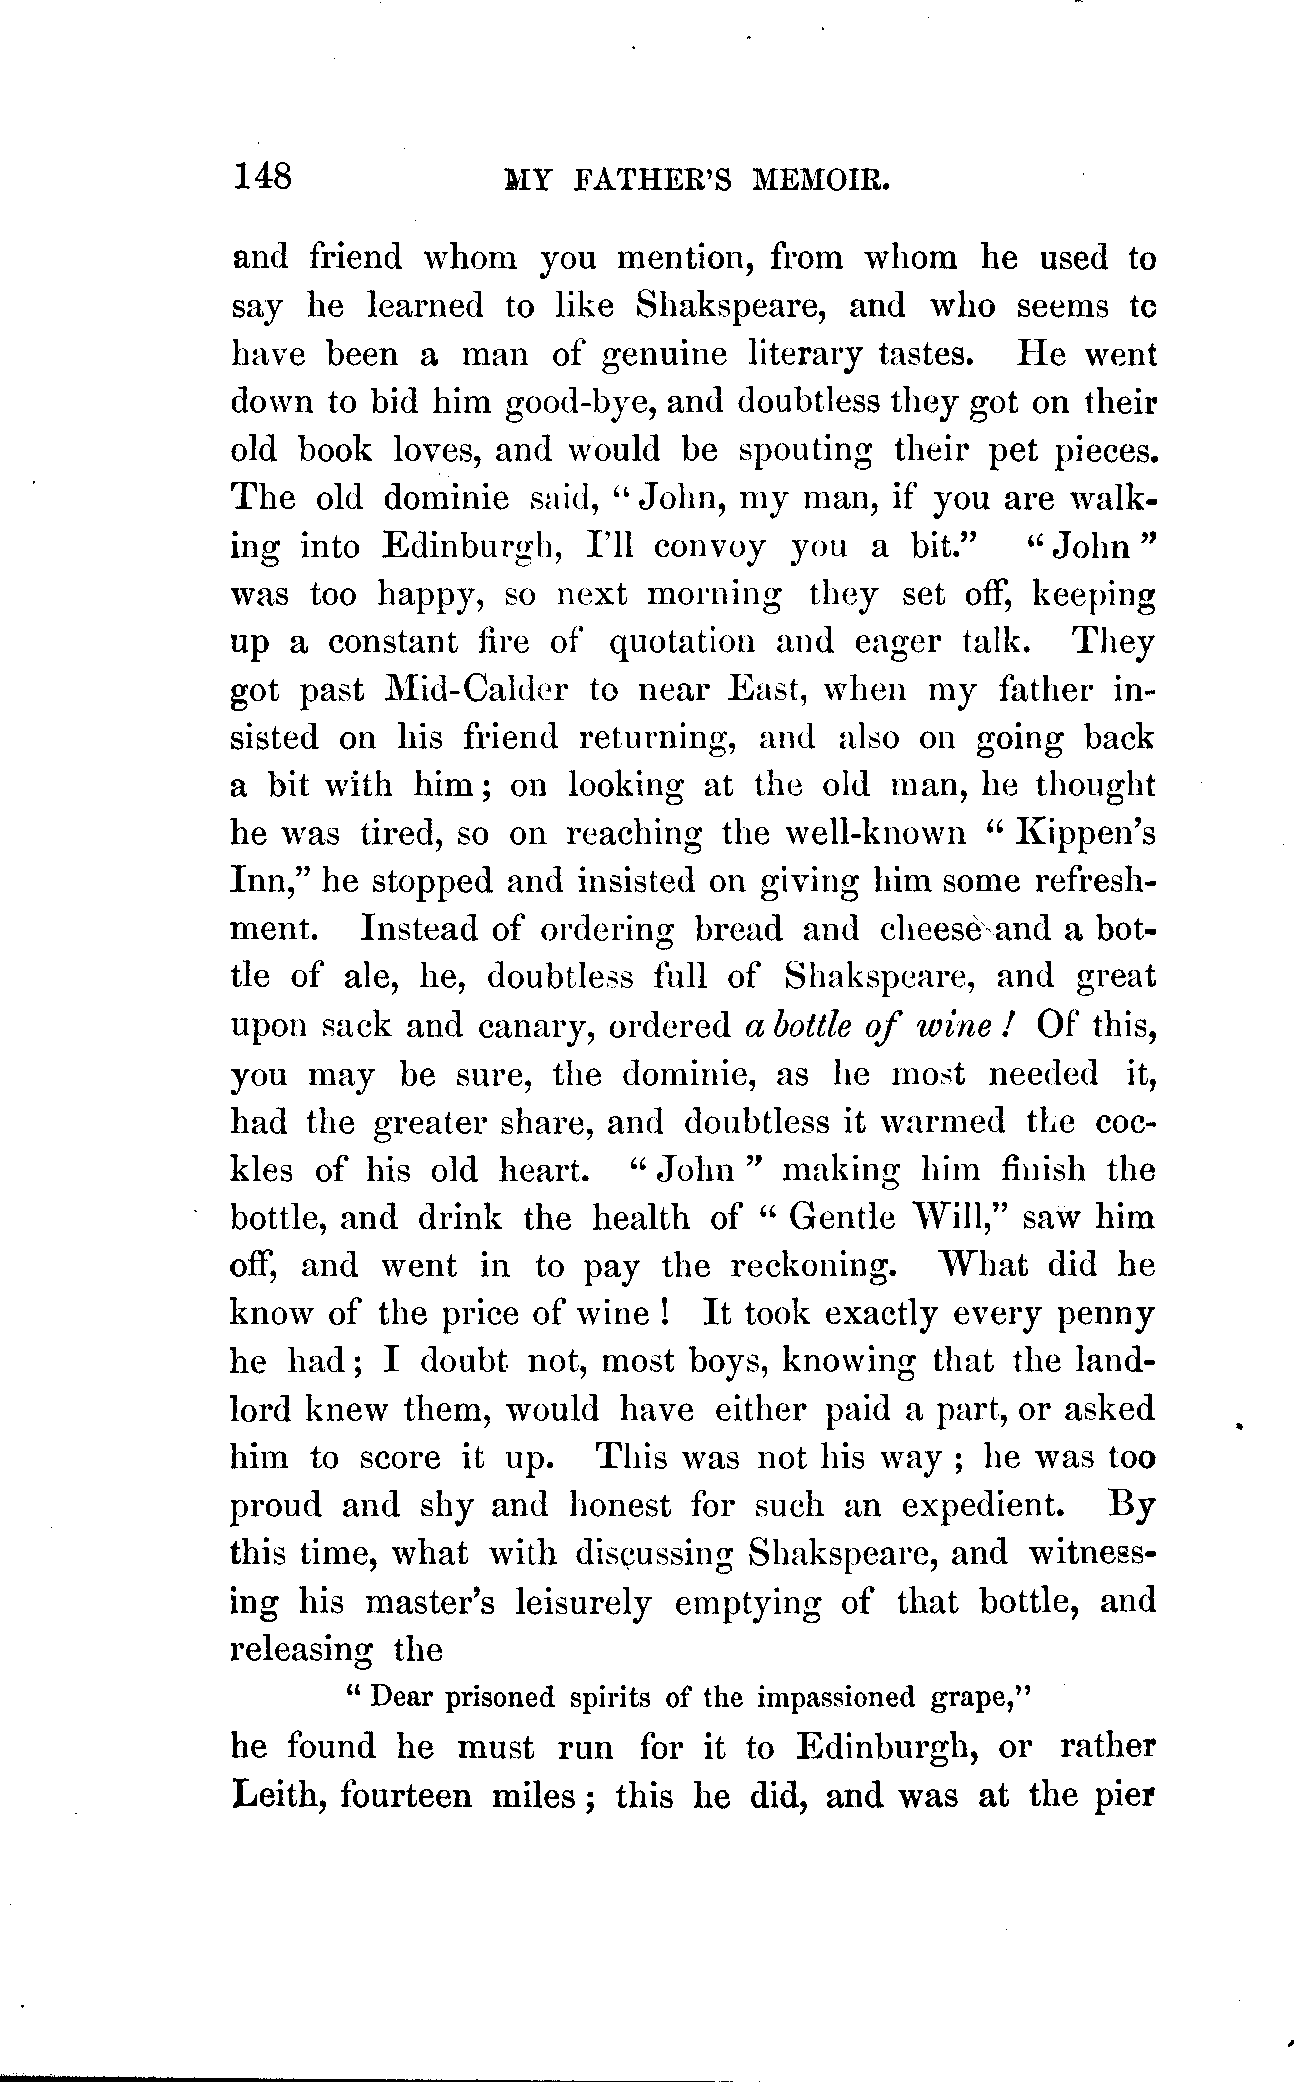 148 MY FATHER'S MEMOIR.
and friend whom you mention, from whom he used to
say he learned to like Shakspeare, and who seems to
have been a man of genuine literary tastes. He went
down to bid him good-bye, and doubtless they got on their
old book loves, and would be spouting their pet pieces.
The old dominie said, "John, my man, if you are walk-
ing into Edinburgh, I'll convoy you a bit." "John"
was too happy, so next morning they set off, keeping
up a constant fire of quotation and eager talk. They
got past Mid-Calder to near East, when my father in-
sisted on his friend returning, and also on going back
a bit with him; on looking at the old man, he thought
he was tired, so on reaching the well-known "Kippen's
Inn," he stopped and insisted on giving him some refresh-
ment. Instead of ordering bread and cheese and a bot-
tle of ale, he, doubtless full of Shakspeare, and great
upon sack and canary, ordered a bottle of wine! Of this,
you may be sure, the dominie, as he most needed it,
had the greater share, and doubtless it warmed the coc-
kles of his old heart. "John" making him finish the
bottle, and drink the health of "Gentle Will," saw him
off, and went in to pay the reckoning. What did he
know of the price of wine! It took exactly every penny
he had; I doubt not, most boys, knowing that the land-
lord knew them, would have either paid a part, or asked
him to score it up. This was not his way; he was too
proud and shy and honest for such an expedient. By
this time, what with discussing Shakspeare, and witness-
ing his master's leisurely emptying of that bottle, and
releasing the
"Dear prisoned spirits of the impassioned grape,"
he found he must run for it to Edinburgh, or rather
Leith, fourteen miles; this he did, and was at the pier